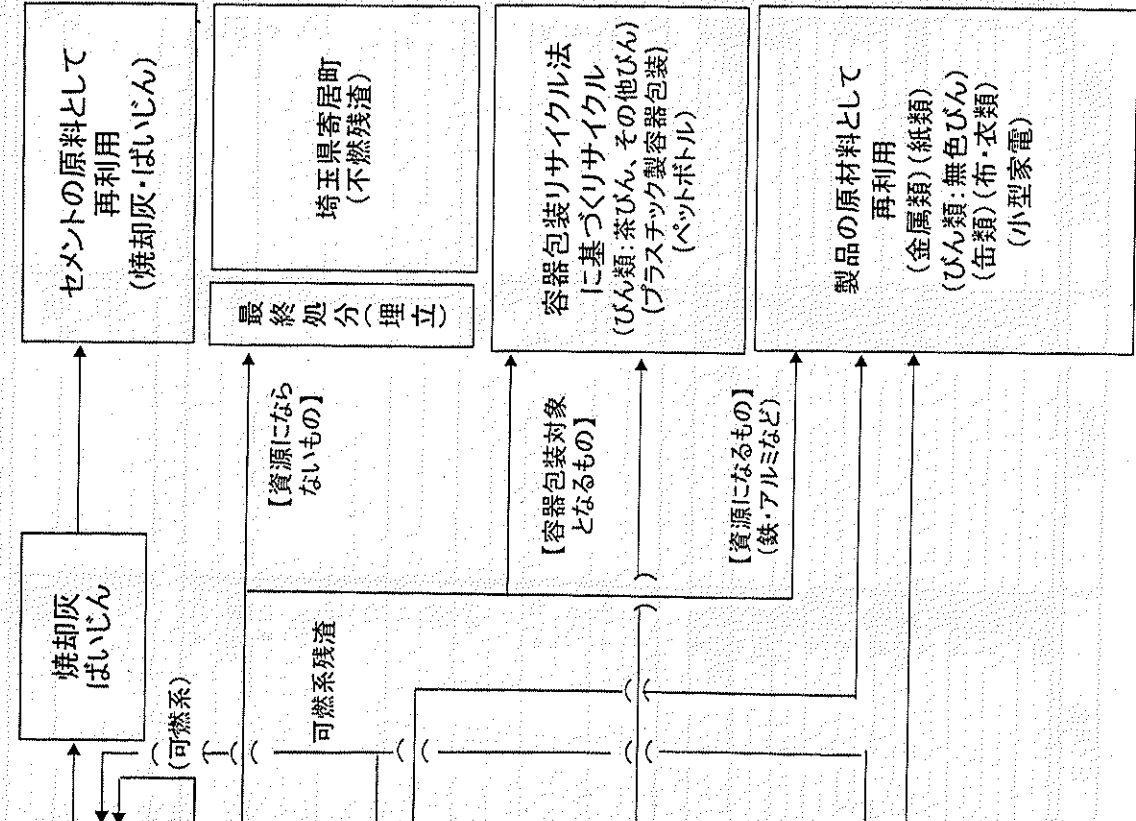 セメントの原料として
再利用
(焼却灰・ばいじん)
最終処分(埋立)
埼玉県寄居町
(不燃残渣)
容器包装リサイクル法
に基づくリサイクル
(びん類:茶びん、その他びん)
(プラスチック製容器包装)
(ペットボトル)
製品の原材料として
再利用
(金属類)(紙類)
(びん類:無色びん)
(缶類)(布・衣類)
(小型家電)
【資源になら
ないもの】
【容器包装対象
となるもの】
【資源になるもの】
(鉄・アルミなど)
焼却灰
ばいじん
(可燃系)
可燃系残渣